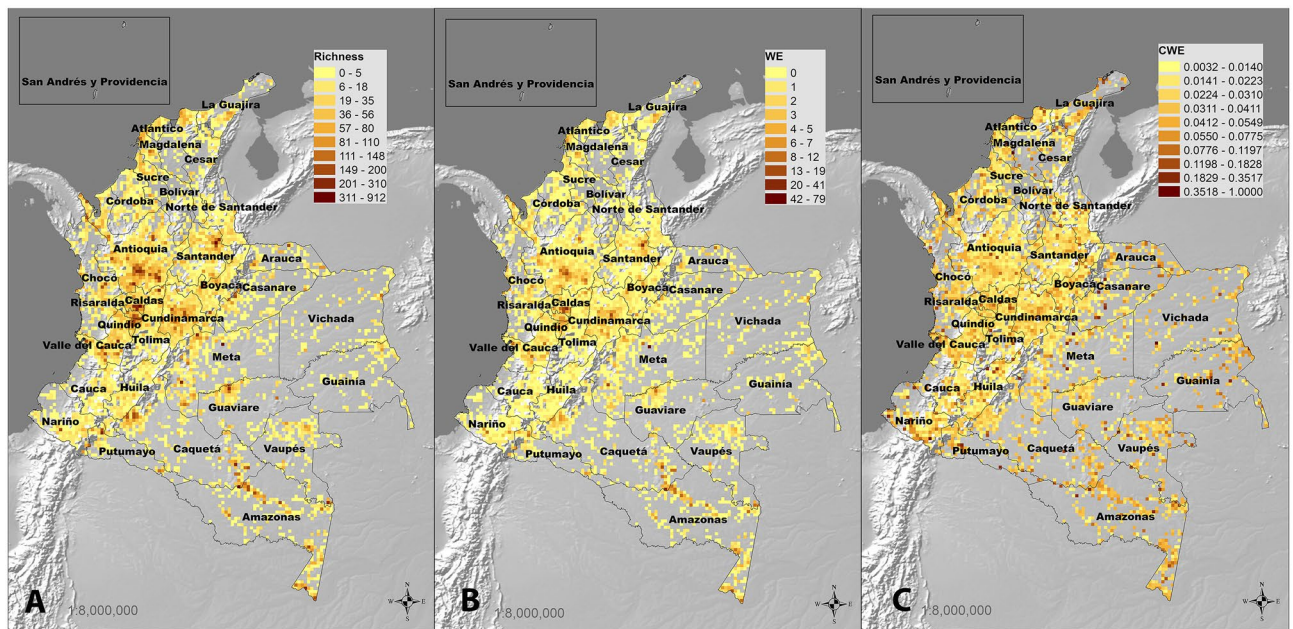 San Andrés y Providencia
Richness
0 - 5
6 - 18
19 - 35
36 - 56
57 - 80
81 - 110
111 - 148
149 - 200
201 - 310
311 - 912
La Guajira
Atlántico
Magdalena
Cesar
Sucre
Bolívar
Córdoba
Norte de Santander
Antioquia
Santander
Arauca
Chocó
Boyacá
Casanare
Risaralda
Caldas
Cundinamarca
Vichada
Quindio
Valle del Cauca
Tolima
Meta
Cauca
Huila
Guainía
Guaviare
Nariño
Putumayo
Caquetá
Vaupés
Amazonas
A
1:8,000,000
N
W E
S
San Andrés y Providencia
WE
0
1
2
3
4 - 5
6 - 7
8 - 12
13 - 19
20 - 41
42 - 79
La Guajira
Atlántico
Magdalena
Cesar
Sucre
Bolívar
Córdoba
Norte de Santander
Antioquia
Santander
Arauca
Chocó
Boyacá
Casanare
Risaralda
Caldas
Cundinamarca
Vichada
Quindio
Valle del Cauca
Tolima
Meta
Cauca
Huila
Guainía
Guaviare
Nariño
Putumayo
Caquetá
Vaupés
Amazonas
B
1:8,000,000
N
W E
S
San Andrés y Providencia
CWE
0.0032 - 0.0140
0.0141 - 0.0223
0.0224 - 0.0310
0.0311 - 0.0411
0.0412 - 0.0549
0.0550 - 0.0775
0.0776 - 0.1197
0.1198 - 0.1828
0.1829 - 0.3517
0.3518 - 1.0000
La Guajira
Atlántico
Magdalena
Cesar
Sucre
Bolívar
Córdoba
Norte de Santander
Antioquia
Santander
Arauca
Chocó
Boyacá
Casanare
Risaralda
Caldas
Cundinamarca
Vichada
Quindio
Valle del Cauca
Tolima
Meta
Cauca
Huila
Guainía
Guaviare
Nariño
Putumayo
Caquetá
Vaupés
Amazonas
C
1:8,000,000
N
W E
S